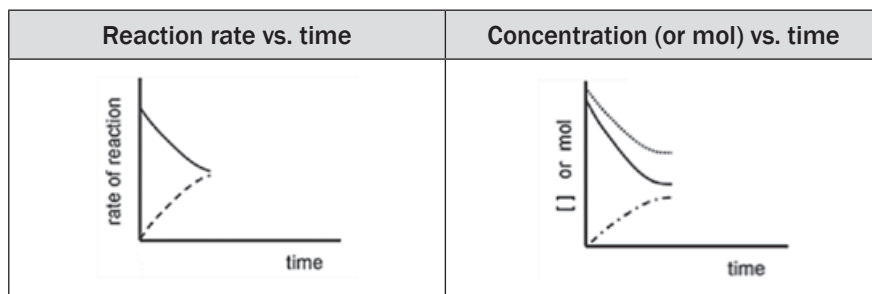 Reaction rate vs. time
Concentration (or mol) vs. time
rate of reaction
time
[ ] or mol
time